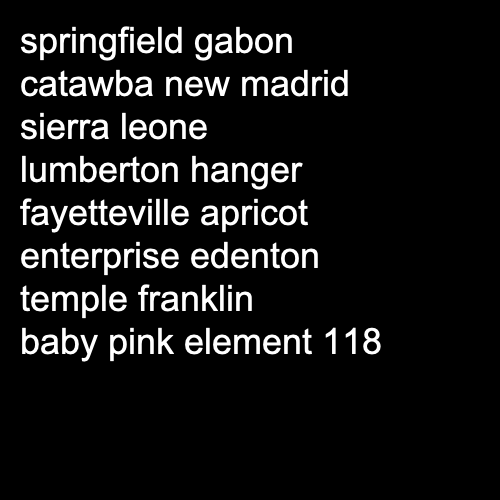 springfield gabon
catawba new madrid
sierra leone
lumberton hanger
fayetteville apricot
enterprise edenton
temple franklin
baby pink element 118